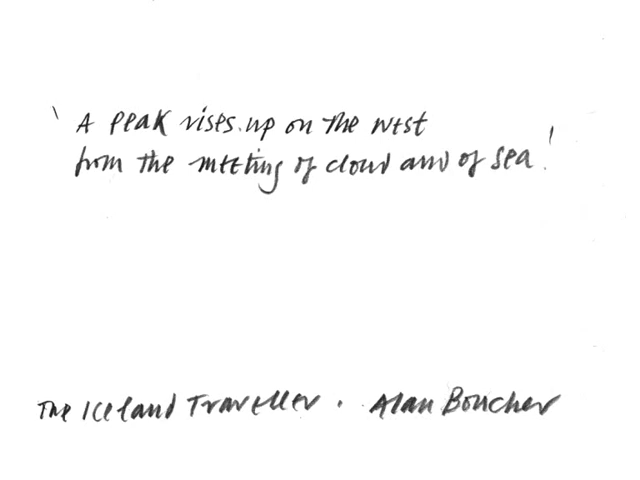 ' A peak rises up on the west
from the meeting of cloud and of sea.'
The Iceland Traveller . Alan Boucher